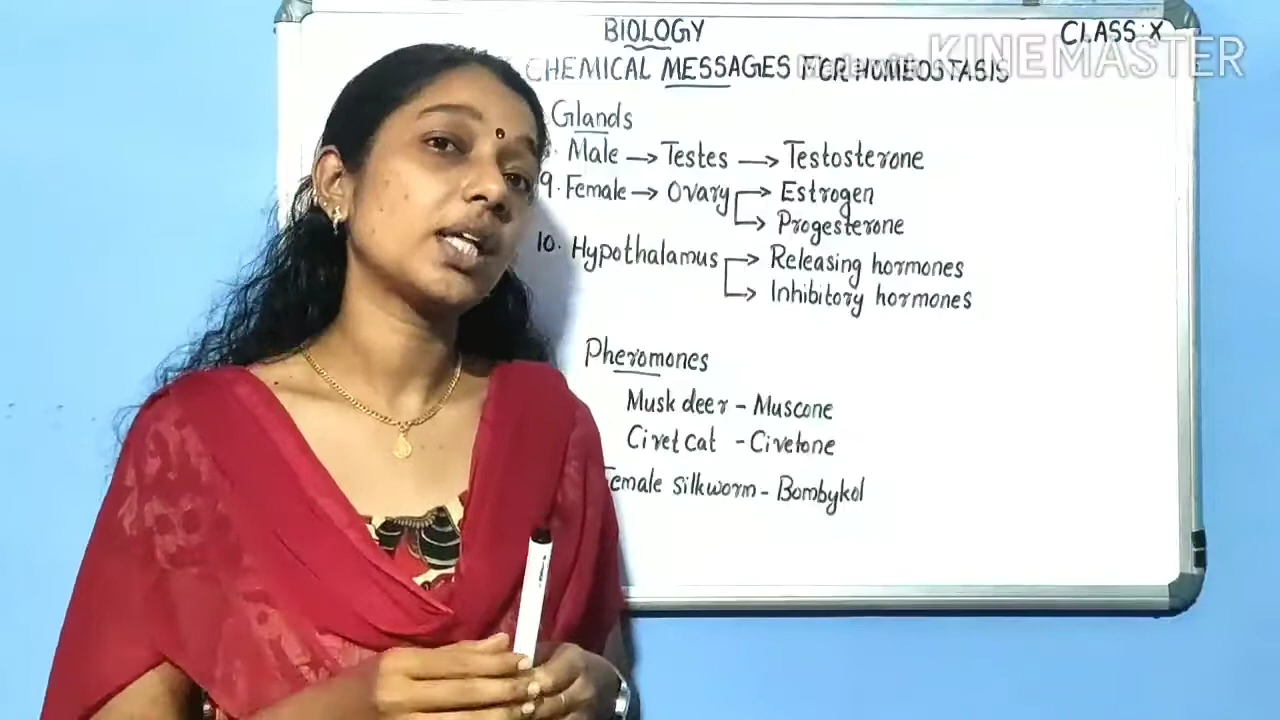 BIOLOGY
CLASS : X
CHEMICAL MESSAGES FOR HOMEOSTASIS
KINEMASTER
Glands
Male → Testes → Testosterone
9. Female → Ovary → Estrogen
→ Progesterone
10. Hypothalamus → Releasing hormones
→ Inhibitory hormones
Pheromones
Musk deer - Muscone
Civet cat - Civetone
Female silkworm - Bombykol